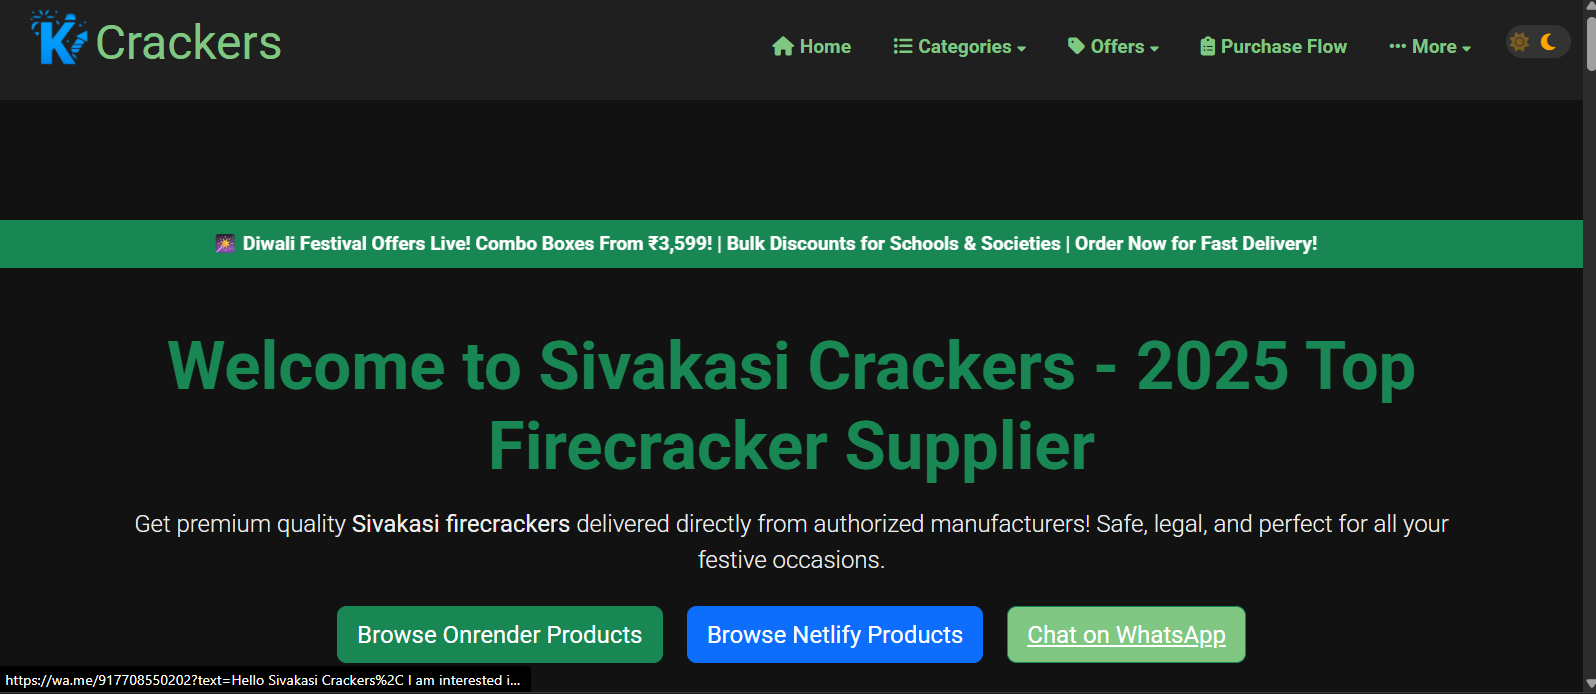 K Crackers
Home Categories Offers Purchase Flow More
Diwali Festival Offers Live! Combo Boxes From ₹3,599! | Bulk Discounts for Schools & Societies | Order Now for Fast Delivery!
Welcome to Sivakasi Crackers - 2025 Top
Firecracker Supplier
Get premium quality Sivakasi firecrackers delivered directly from authorized manufacturers! Safe, legal, and perfect for all your
festive occasions.
Browse Onrender Products Browse Netlify Products Chat on WhatsApp
https://wa.me/917708550202?text=Hello Sivakasi Crackers%2C I am interested i...